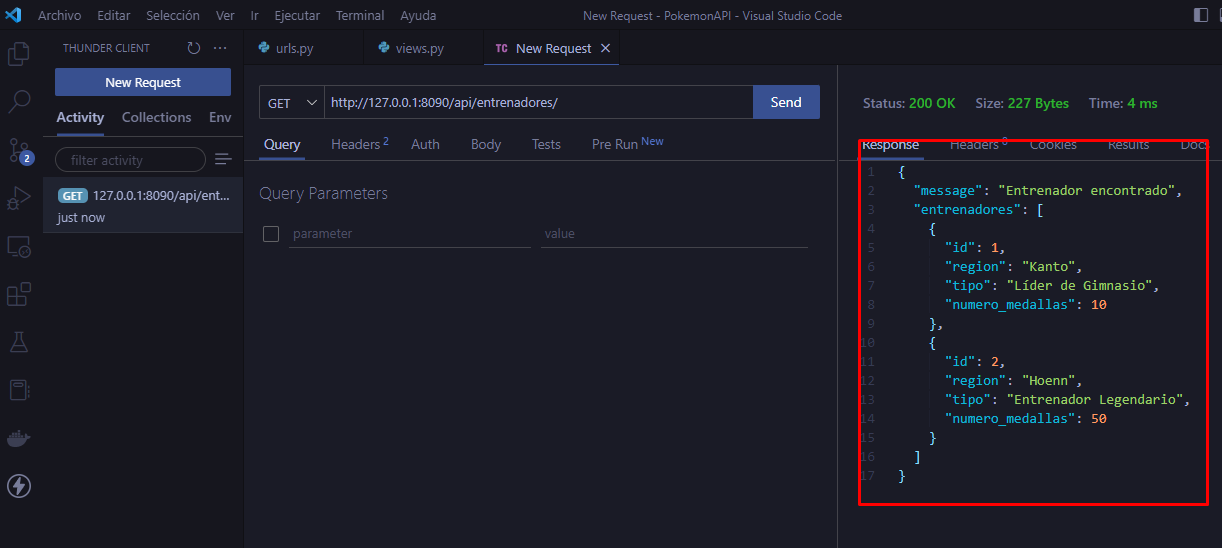 Archivo Editar Selección Ver Ir Ejecutar Terminal Ayuda New Request - PokemonAPI - Visual Studio Code
THUNDER CLIENT ...
New Request
Activity Collections Env
filter activity
GET 127.0.0.1:8090/api/ent...
just now
2
urls.py views.py TC New Request
GET http://127.0.0.1:8090/api/entrenadores/ Send
Query Headers 2 Auth Body Tests Pre Run New
Query Parameters
parameter value
Status: 200 OK Size: 227 Bytes Time: 4 ms
Response Headers Cookies Results Docs
1 {
2 "message": "Entrenador encontrado",
3 "entrenadores": [
4 {
5 "id": 1,
6 "region": "Kanto",
7 "tipo": "Líder de Gimnasio",
8 "numero_medallas": 10
9 },
10 {
11 "id": 2,
12 "region": "Hoenn",
13 "tipo": "Entrenador Legendario",
14 "numero_medallas": 50
15 }
16 ]
17 }